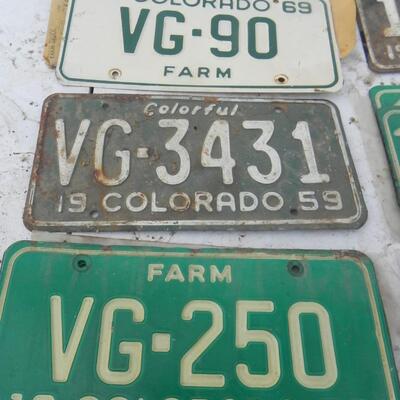 COLORADO 69
VG-90
FARM
Colorful
VG-3431
19 COLORADO 59
FARM
VG-250